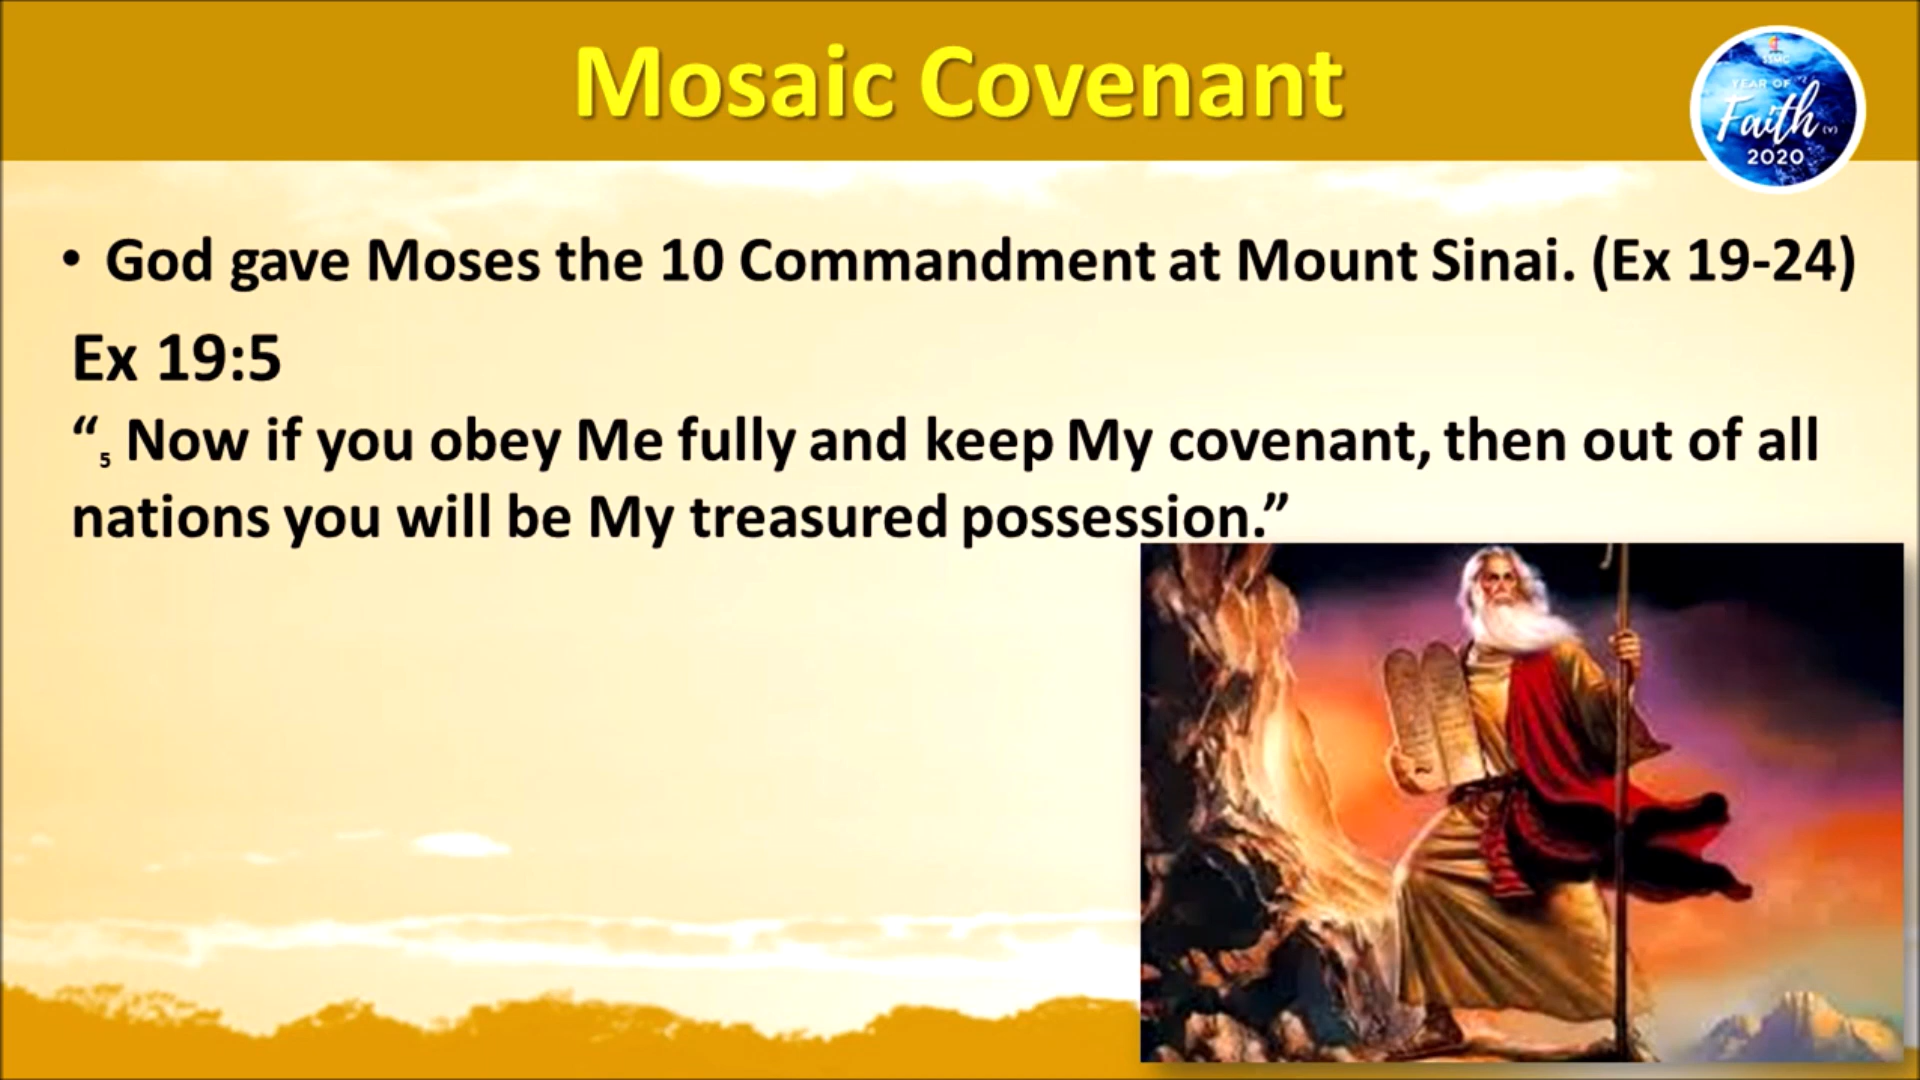 Mosaic Covenant
SSMC
YEAR OF
Faith (V)
2020
• God gave Moses the 10 Commandment at Mount Sinai. (Ex 19-24)
Ex 19:5
“5 Now if you obey Me fully and keep My covenant, then out of all
nations you will be My treasured possession.”